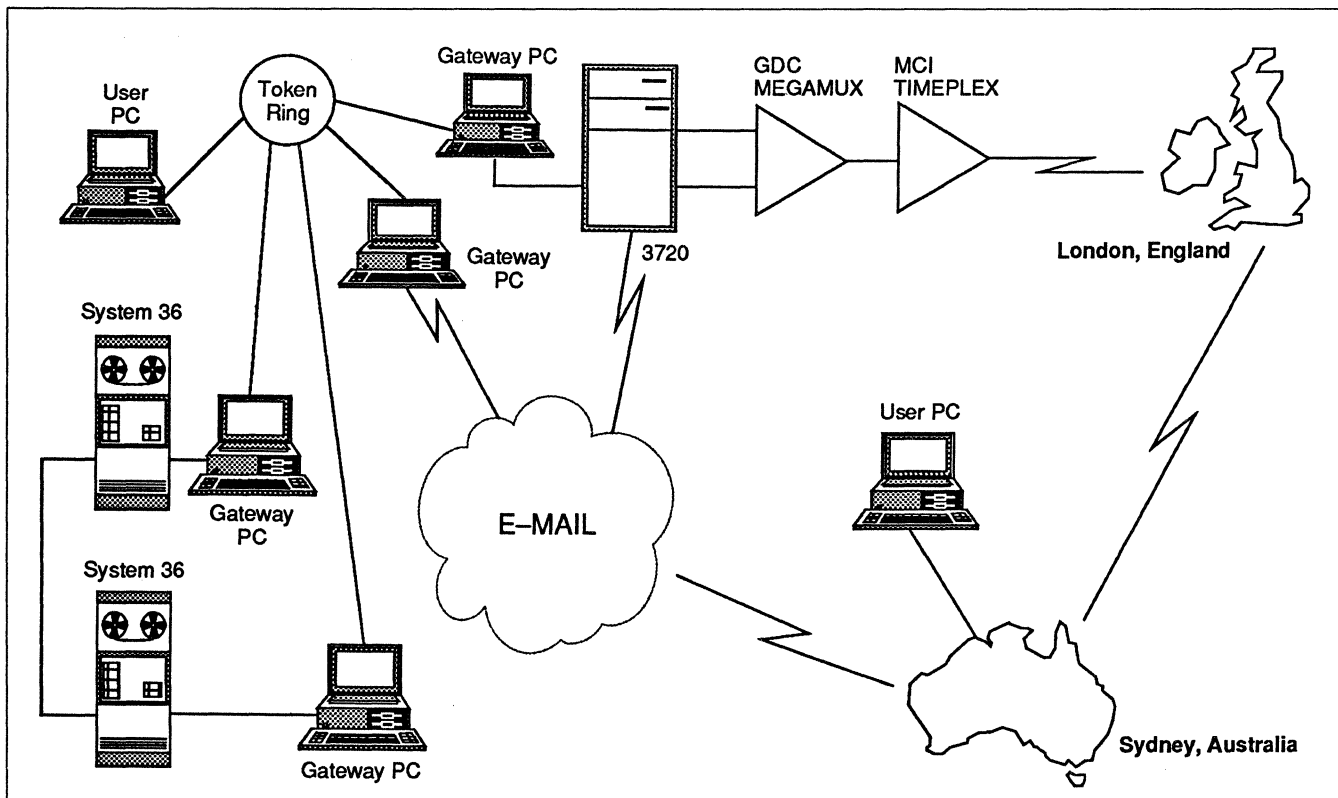 Gateway PC
GDC
MEGAMUX
MCI
TIMEPLEX
User
PC
Token
Ring
3720
Gateway
PC
London, England
System 36
User PC
Gateway
PC
E–MAIL
System 36
Sydney, Australia
Gateway PC